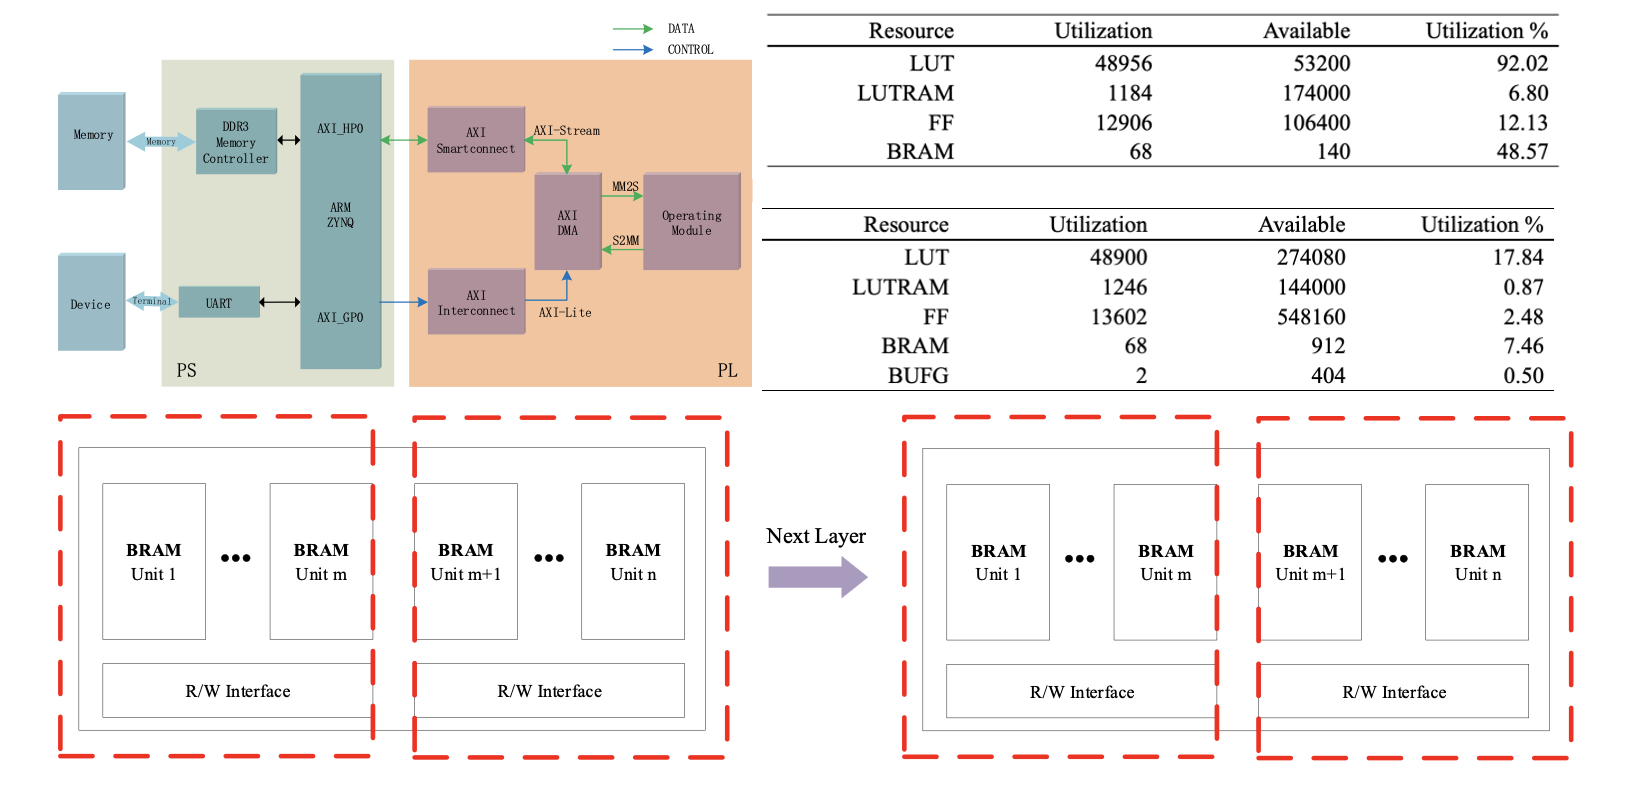 DATA
CONTROL
Memory
Memory
DDR3
Memory
Controller
AXI_HP0
ARM
ZYNQ
AXI_GP0
Device
Terminal
UART
PS
AXI
Smartconnect
AXI-Stream
AXI
DMA
MM2S
S2MM
Operating
Module
AXI
Interconnect
AXI-Lite
PL
Resource Utilization Available Utilization %
LUT 48956 53200 92.02
LUTRAM 1184 174000 6.80
FF 12906 106400 12.13
BRAM 68 140 48.57
Resource Utilization Available Utilization %
LUT 48900 274080 17.84
LUTRAM 1246 144000 0.87
FF 13602 548160 2.48
BRAM 68 912 7.46
BUFG 2 404 0.50
BRAM
Unit 1
•••
BRAM
Unit m
BRAM
Unit m+1
•••
BRAM
Unit n
R/W Interface
R/W Interface
Next Layer
BRAM
Unit 1
•••
BRAM
Unit m
BRAM
Unit m+1
•••
BRAM
Unit n
R/W Interface
R/W Interface